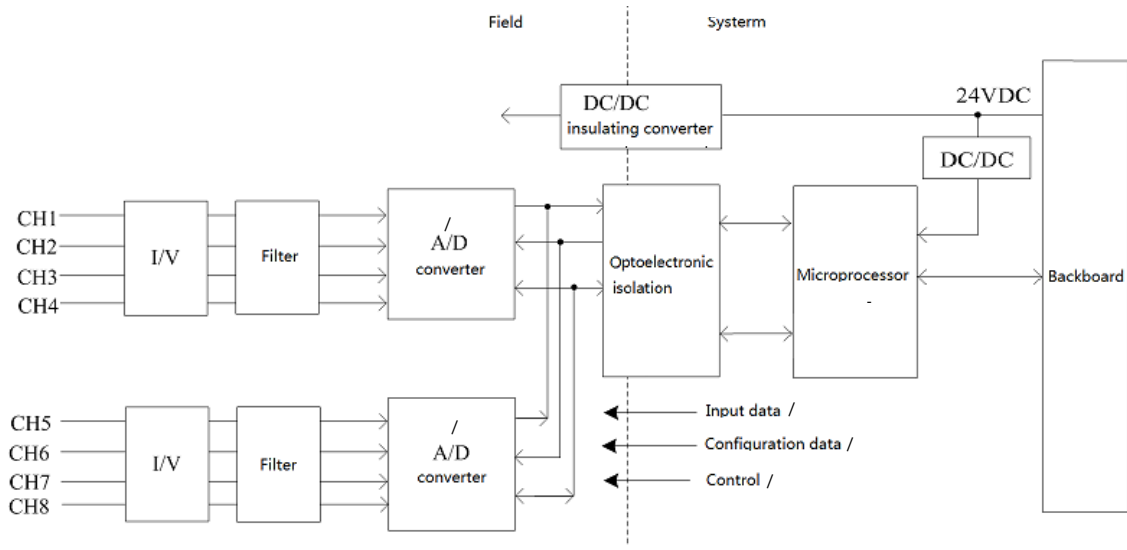 Field
Systerm
DC/DC
insulating converter
24VDC
DC/DC
CH1
CH2
CH3
CH4
I/V
Filter
/
A/D
converter
Optoelectronic
isolation
Microprocessor
-
Backboard
CH5
CH6
CH7
CH8
I/V
Filter
/
A/D
converter
Input data /
Configuration data /
Control /